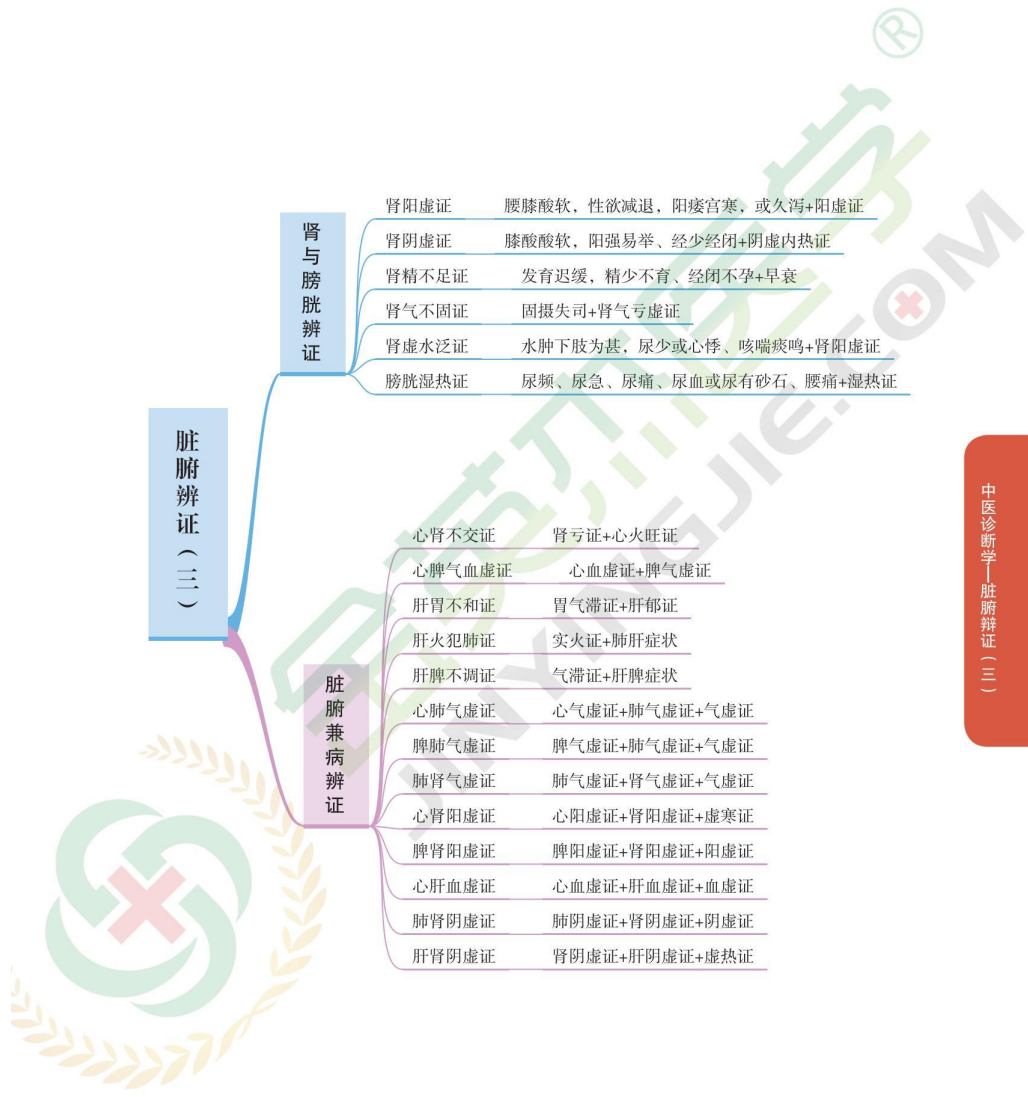 脏腑辨证（三）
肾与膀胱辨证
肾阳虚证 腰膝酸软，性欲减退，阳痿宫寒，或久泻+阳虚证
肾阴虚证 膝酸酸软，阳强易举、经少经闭+阴虚内热证
肾精不足证 发育迟缓，精少不育、经闭不孕+早衰
肾气不固证 固摄失司+肾气亏虚证
肾虚水泛证 水肿下肢为甚，尿少或心悸、咳喘痰鸣+肾阳虚证
膀胱湿热证 尿频、尿急、尿痛、尿血或尿有砂石、腰痛+湿热证
脏腑兼病辨证
心肾不交证 肾亏证+心火旺证
心脾气血虚证 心血虚证+脾气虚证
肝胃不和证 胃气滞证+肝郁证
肝火犯肺证 实火证+肺肝症状
肝脾不调证 气滞证+肝脾症状
心肺气虚证 心气虚证+肺气虚证+气虚证
脾肺气虚证 脾气虚证+肺气虚证+气虚证
肺肾气虚证 肺气虚证+肾气虚证+气虚证
心肾阳虚证 心阳虚证+肾阳虚证+虚寒证
脾肾阳虚证 脾阳虚证+肾阳虚证+阳虚证
心肝血虚证 心血虚证+肝血虚证+血虚证
肺肾阴虚证 肺阴虚证+肾阴虚证+阴虚证
肝肾阴虚证 肾阴虚证+肝阴虚证+虚热证
中医诊断学—脏腑辩证（三）
金英杰医学®
JINYINGJIE.COM